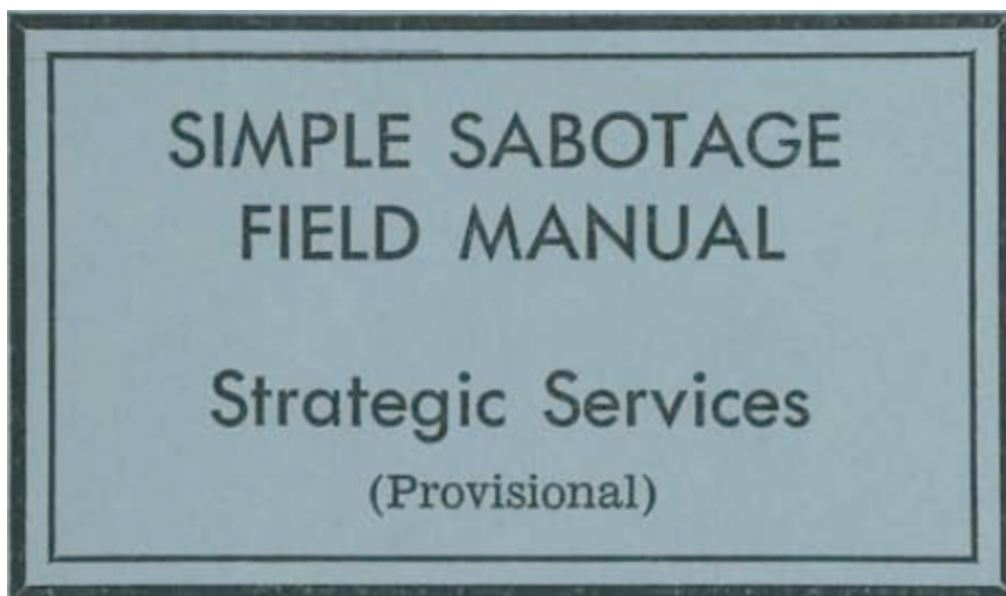 SIMPLE SABOTAGE
FIELD MANUAL
Strategic Services
(Provisional)